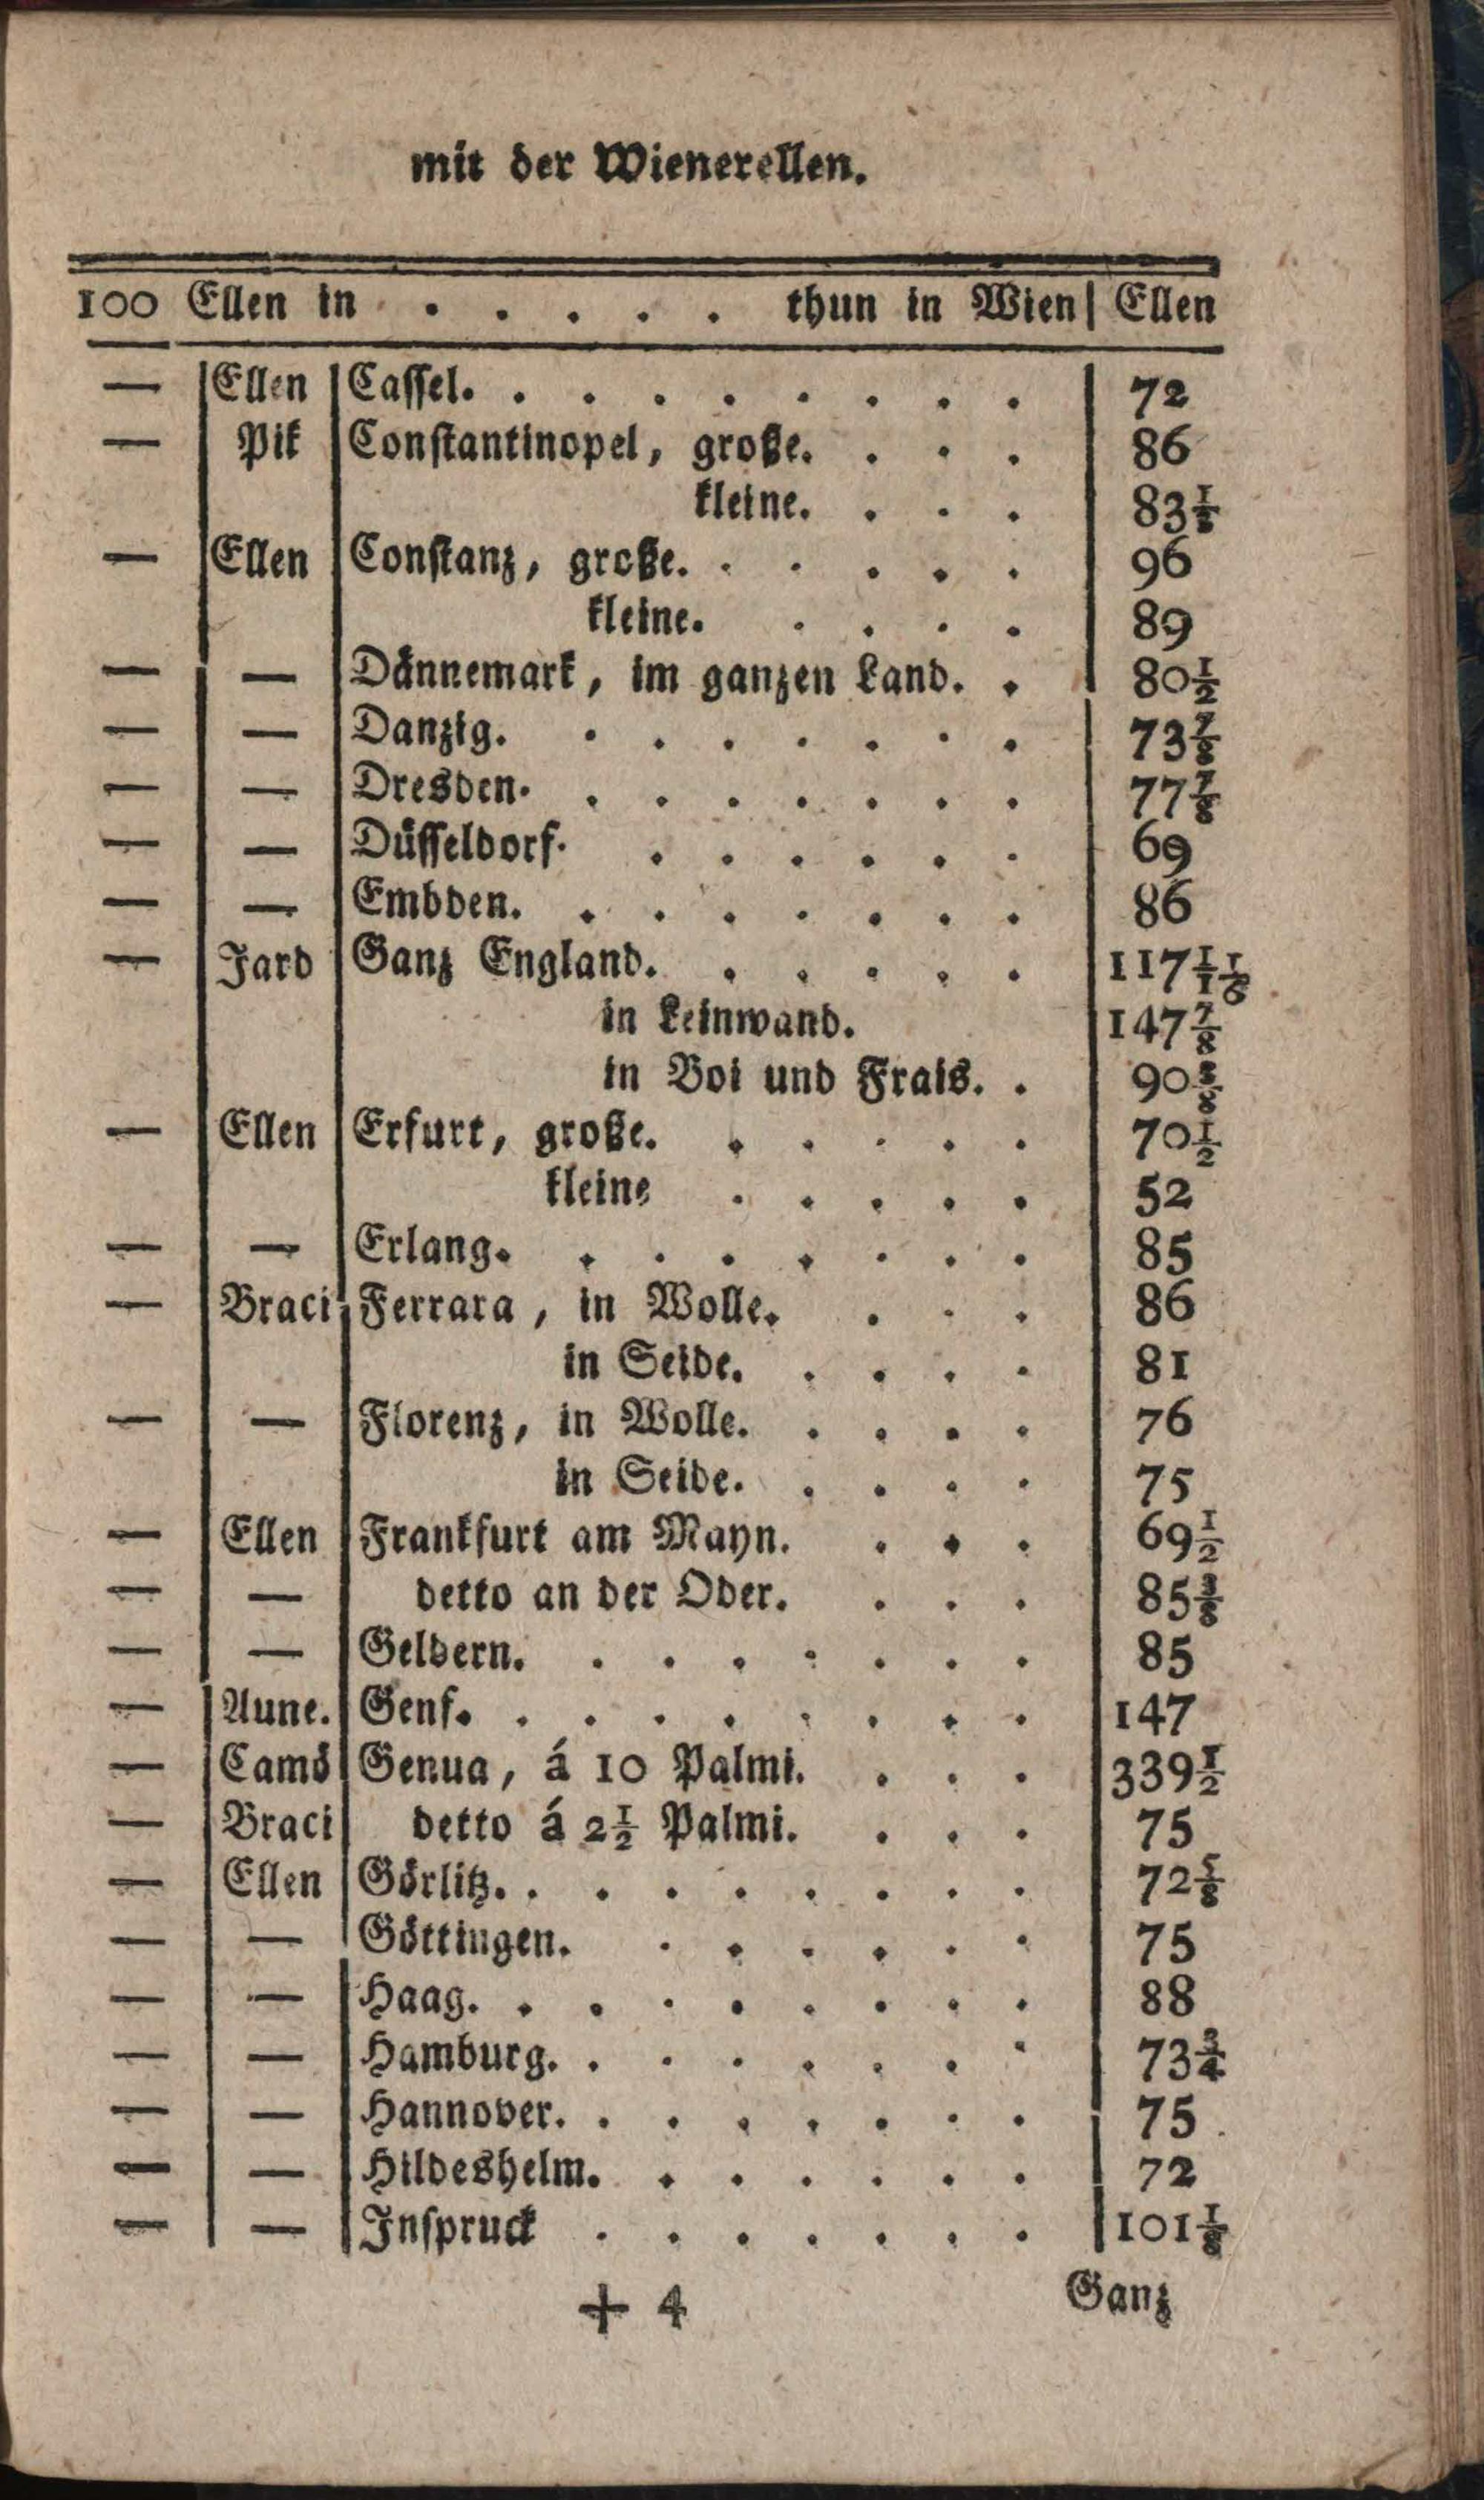 mit der Wienerellen.
100 Ellen in . . . . . thun in Wien | Ellen
— Ellen Cassel. . . . . . . . . 72
— Pik Constantinopel, große. . . . 86
kleine. . . . 83⅛
— Ellen Constanz, große. . . . . . 96
kleine. . . . . 89
— — Dännemark, im ganzen Land. . 80½
— — Danzig. . . . . . . . 73⅞
— — Dresden. . . . . . . . 77⅞
— — Düsseldorf. . . . . . . 69
— — Embden. . . . . . . . 86
— Jard Ganz England. . . . . . 117
in Leinwand. 147⅞
in Boi und Frais. . 90⅜
— Ellen Erfurt, große. . . . . . 70½
kleine . . . . . 52
— — Erlang. . . . . . . . 85
— Braci Ferrara, in Wolle. . . . 86
in Seide. . . . . 81
— — Florenz, in Wolle. . . . . 76
in Seide. . . . . 75
— Ellen Frankfurt am Mayn. . . . 69½
— — detto an der Oder. . . . 85⅜
— — Geldern. . . . . . . . 85
— Aune. Genf. . . . . . . . . 147
— Camö Genua, á 10 Palmi. . . . 339½
— Braci detto á 2½ Palmi. . . . 75
— Ellen Görlitz. . . . . . . . . 72⅝
— — Göttingen. . . . . . . 75
— — Haag. . . . . . . . . 88
— — Hamburg. . . . . . . . 73¾
— — Hannover. . . . . . . . 75
— — Hildesheim. . . . . . . 72
— — Inspruck . . . . . . . 101⅛
+ 4 Ganz